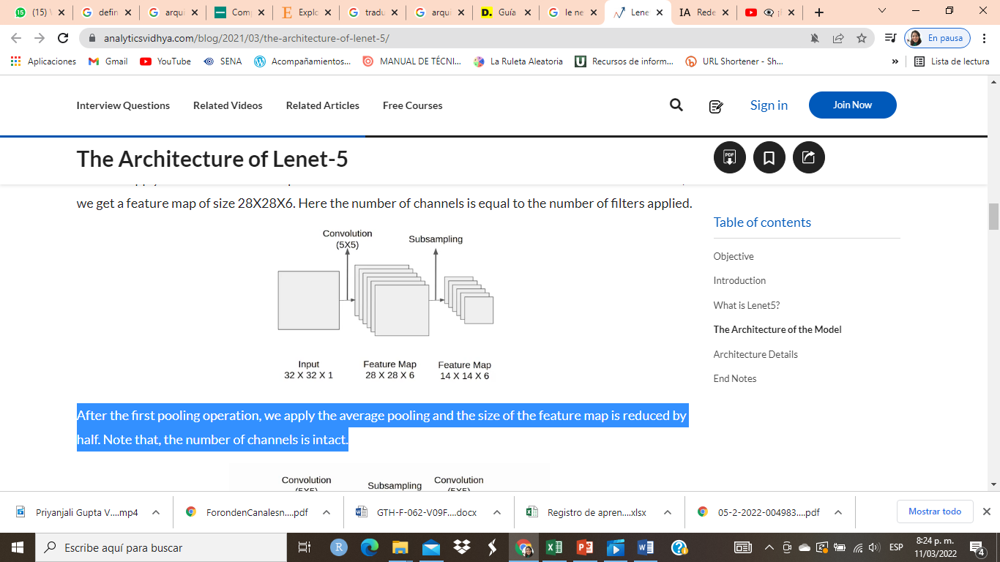 (15)
defin
arqui
Comp
Explo
tradu
arqui
Guía
le ne
Lene
IA Rede
analyticsvidhya.com/blog/2021/03/the-architecture-of-lenet-5/
En pausa
Aplicaciones
Gmail
YouTube
SENA
Acompañamientos...
MANUAL DE TÉCNI...
La Ruleta Aleatoria
Recursos de inform...
URL Shortener - Sh...
»
Lista de lectura
Interview Questions
Related Videos
Related Articles
Free Courses
Sign in
Join Now
The Architecture of Lenet-5
PDF
we get a feature map of size 28X28X6. Here the number of channels is equal to the number of filters applied.
Convolution
(5X5)
Subsampling
Input
32 X 32 X 1
Feature Map
28 X 28 X 6
Feature Map
14 X 14 X 6
After the first pooling operation, we apply the average pooling and the size of the feature map is reduced by
half. Note that, the number of channels is intact.
Convolution
(5X5)
Subsampling
Convolution
(5X5)
Table of contents
Objective
Introduction
What is Lenet5?
The Architecture of the Model
Architecture Details
End Notes
Priyanjali Gupta V....mp4
ForondenCanalesn....pdf
GTH-F-062-V09F....docx
Registro de apren....xlsx
05-2-2022-004983....pdf
Mostrar todo
Escribe aquí para buscar
ESP
8:24 p. m.
11/03/2022
4